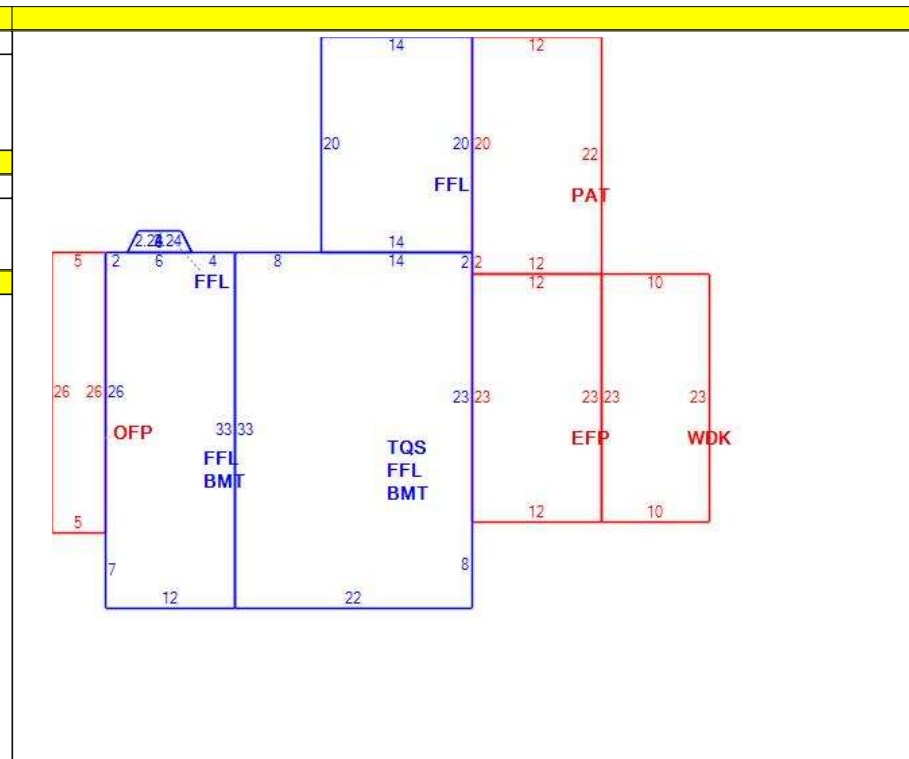 14 12
20 20 20 22
FFL PAT
2.24 2.24
14
5 2 6 4 8 14 2 2 12
FFL 12 10
26 26 26 23 23 23 23 23
OFP 33 33 EFP WDK
FFL TQS
BMT FFL
BMT
12 10
5
7 8
12 22